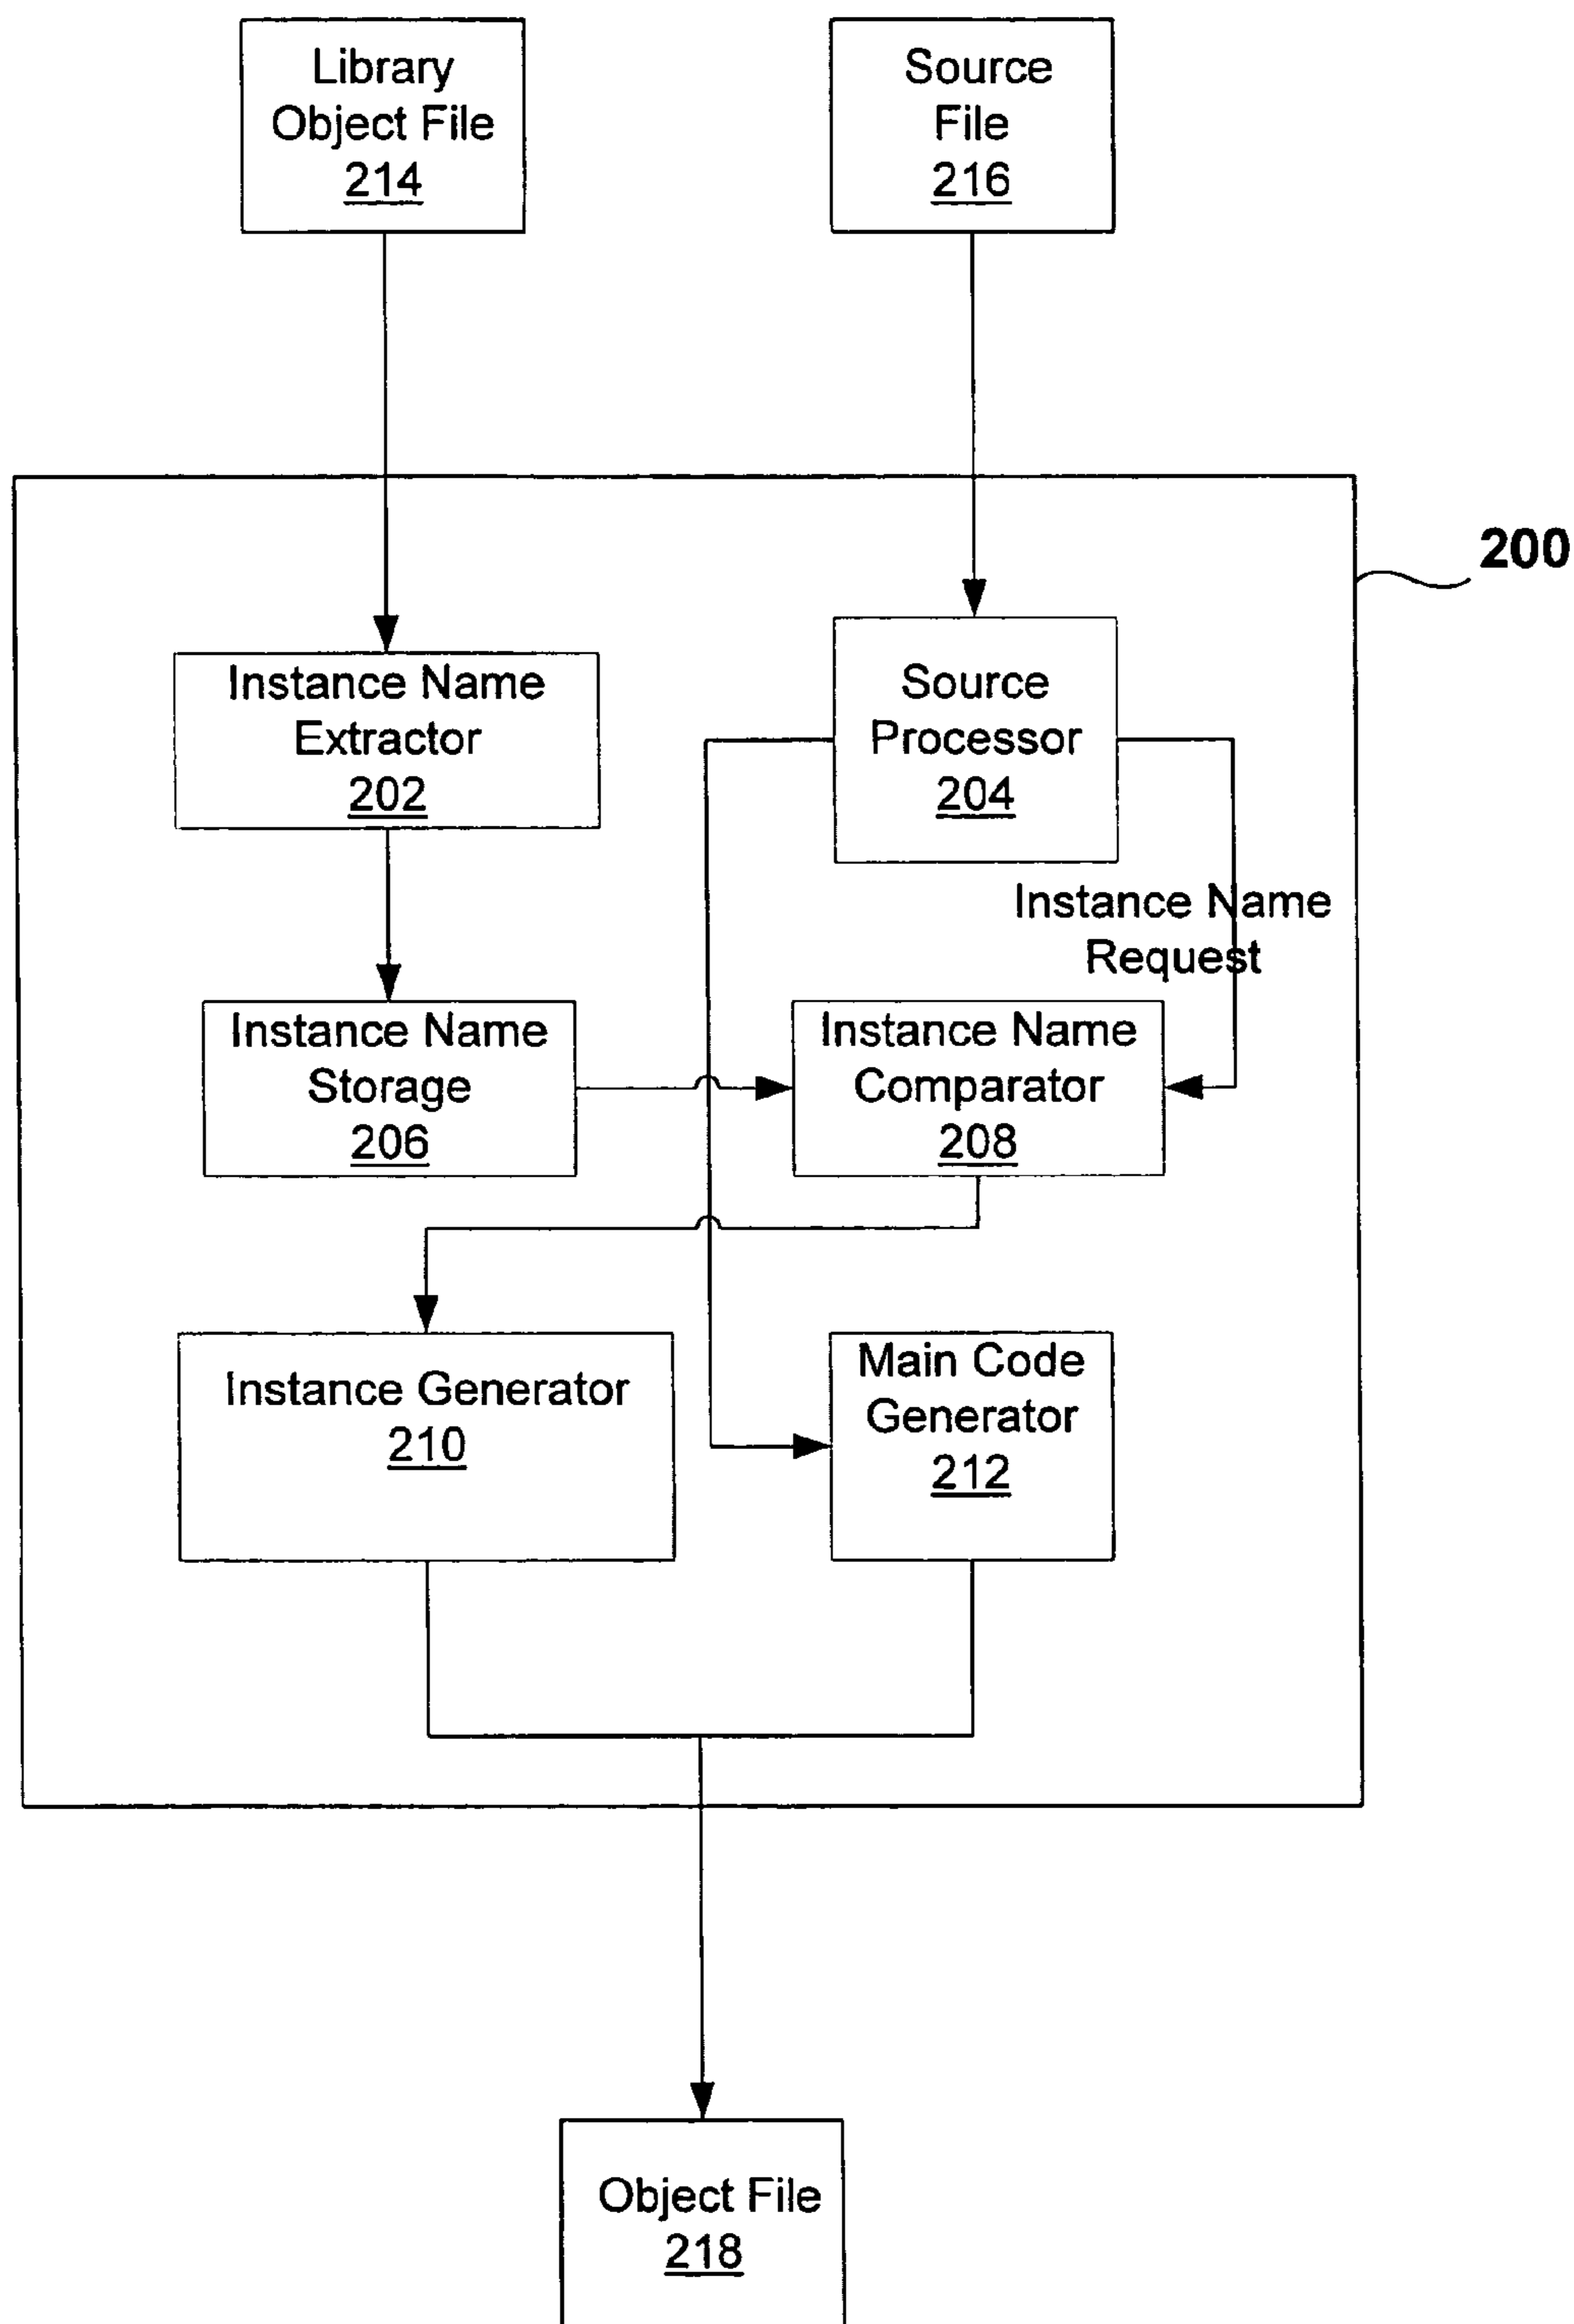 Library
Object File
214
Source
File
216
200
Instance Name
Extractor
202
Source
Processor
204
Instance Name
Request
Instance Name
Storage
206
Instance Name
Comparator
208
Instance Generator
210
Main Code
Generator
212
Object File
218